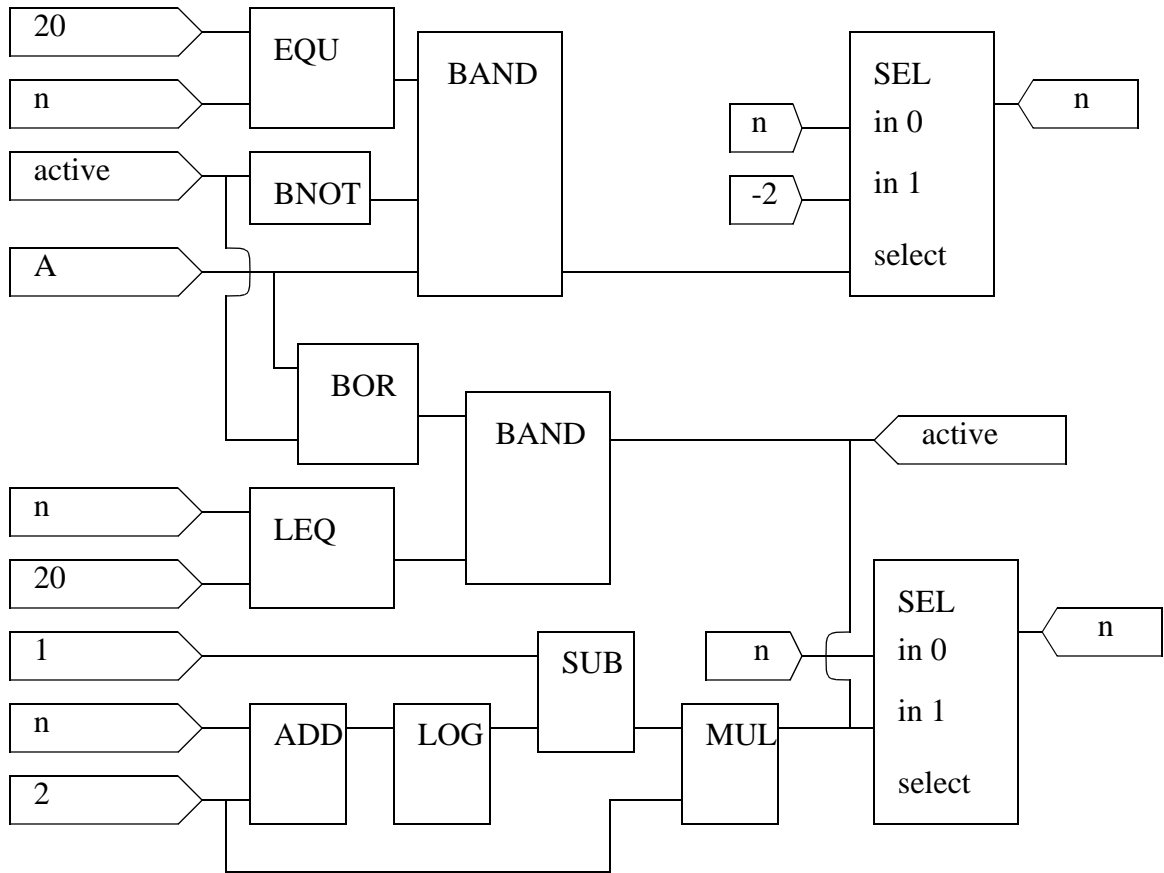 20
EQU
BAND
SEL
n
n
n
in 0
active
BNOT
in 1
-2
A
select
BOR
BAND
active
n
LEQ
20
SEL
1
SUB
n
in 0
n
n
ADD
LOG
MUL
in 1
2
select